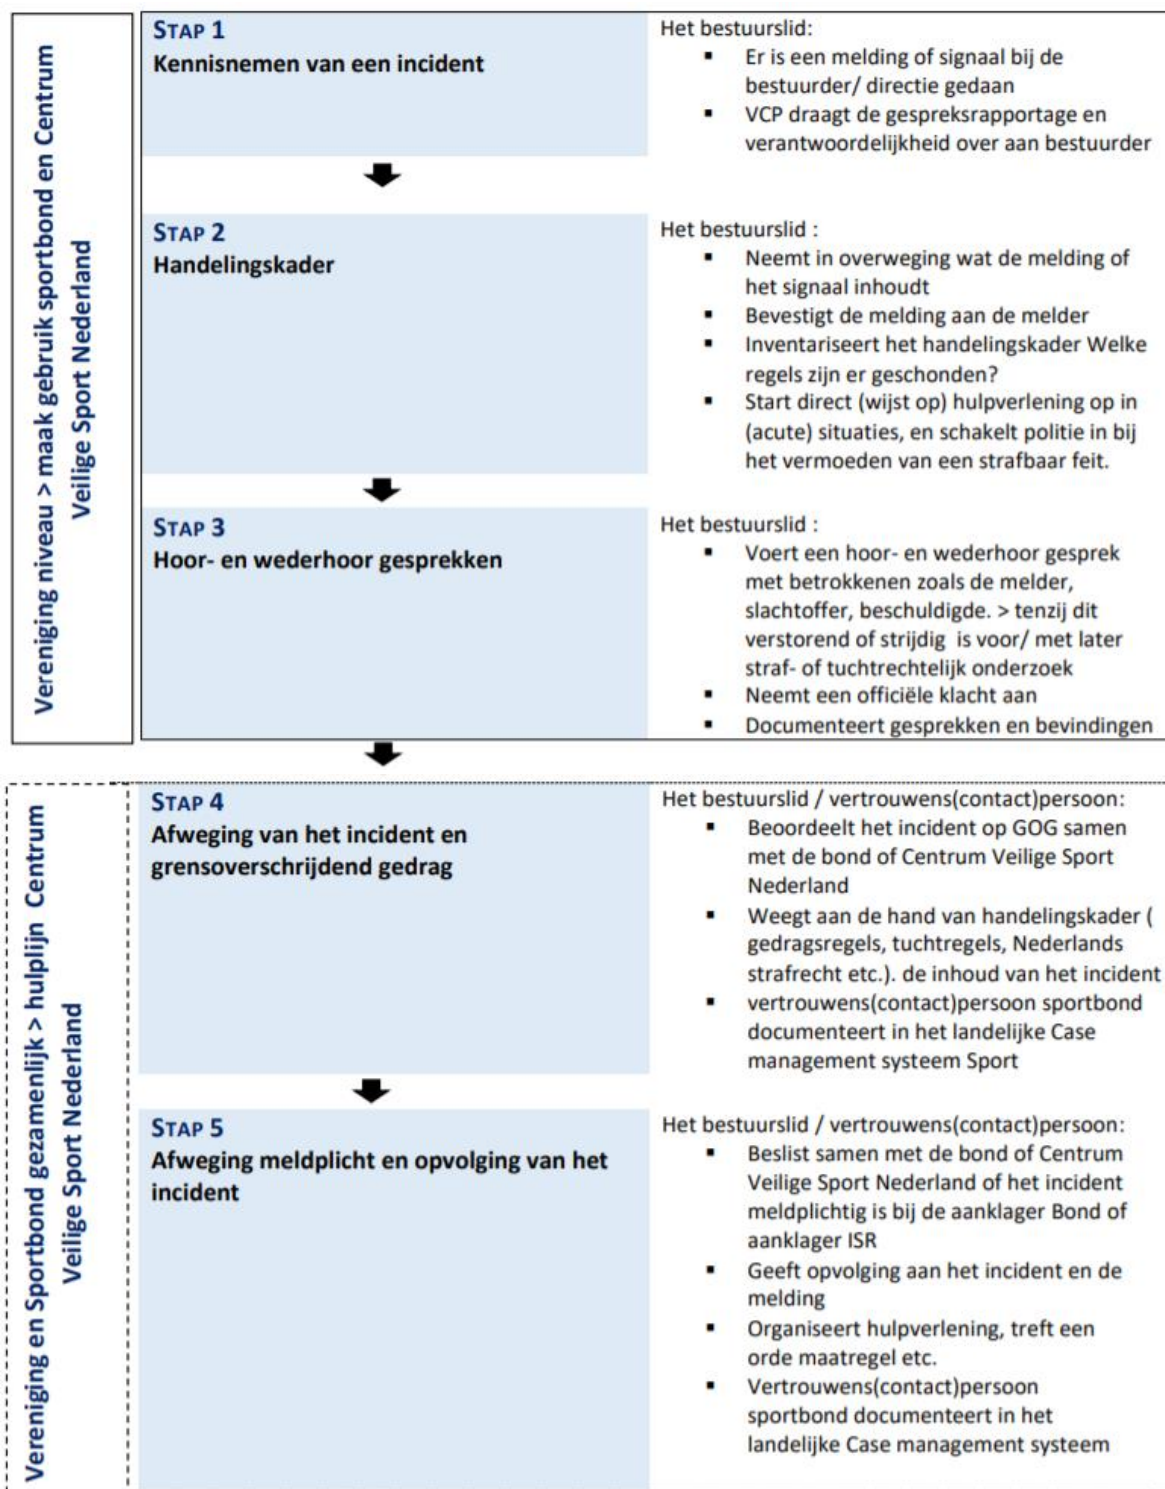 Vereniging niveau > maak gebruik sportbond en Centrum
Veilige Sport Nederland
STAP 1
Kennisnemen van een incident
Het bestuurslid:
▪ Er is een melding of signaal bij de
bestuurder/ directie gedaan
▪ VCP draagt de gespreksrapportage en
verantwoordelijkheid over aan bestuurder
STAP 2
Handelingskader
Het bestuurslid :
▪ Neemt in overweging wat de melding of
het signaal inhoudt
▪ Bevestigt de melding aan de melder
▪ Inventariseert het handelingskader Welke
regels zijn er geschonden?
▪ Start direct (wijst op) hulpverlening op in
(acute) situaties, en schakelt politie in bij
het vermoeden van een strafbaar feit.
STAP 3
Hoor- en wederhoor gesprekken
Het bestuurslid :
▪ Voert een hoor- en wederhoor gesprek
met betrokkenen zoals de melder,
slachtoffer, beschuldigde. > tenzij dit
verstorend of strijdig is voor/ met later
straf- of tuchtrechtelijk onderzoek
▪ Neemt een officiële klacht aan
▪ Documenteert gesprekken en bevindingen
Vereniging en Sportbond gezamenlijk > hulplijn Centrum
Veilige Sport Nederland
STAP 4
Afweging van het incident en
grensoverschrijdend gedrag
Het bestuurslid / vertrouwens(contact)persoon:
▪ Beoordeelt het incident op GOG samen
met de bond of Centrum Veilige Sport
Nederland
▪ Weegt aan de hand van handelingskader (
gedragsregels, tuchtregels, Nederlands
strafrecht etc.). de inhoud van het incident
▪ vertrouwens(contact)persoon sportbond
documenteert in het landelijke Case
management systeem Sport
STAP 5
Afweging meldplicht en opvolging van het
incident
Het bestuurslid / vertrouwens(contact)persoon:
▪ Beslist samen met de bond of Centrum
Veilige Sport Nederland of het incident
meldplichtig is bij de aanklager Bond of
aanklager ISR
▪ Geeft opvolging aan het incident en de
melding
▪ Organiseert hulpverlening, treft een
orde maatregel etc.
▪ Vertrouwens(contact)persoon
sportbond documenteert in het
landelijke Case management systeem